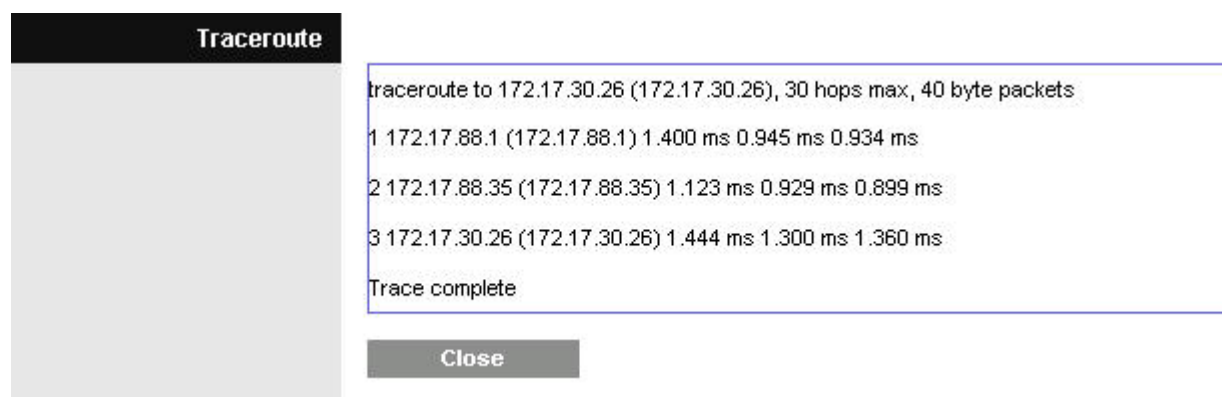 Traceroute
traceroute to 172.17.30.26 (172.17.30.26), 30 hops max, 40 byte packets
1 172.17.88.1 (172.17.88.1) 1.400 ms 0.945 ms 0.934 ms
2 172.17.88.35 (172.17.88.35) 1.123 ms 0.929 ms 0.899 ms
3 172.17.30.26 (172.17.30.26) 1.444 ms 1.300 ms 1.360 ms
Trace complete
Close